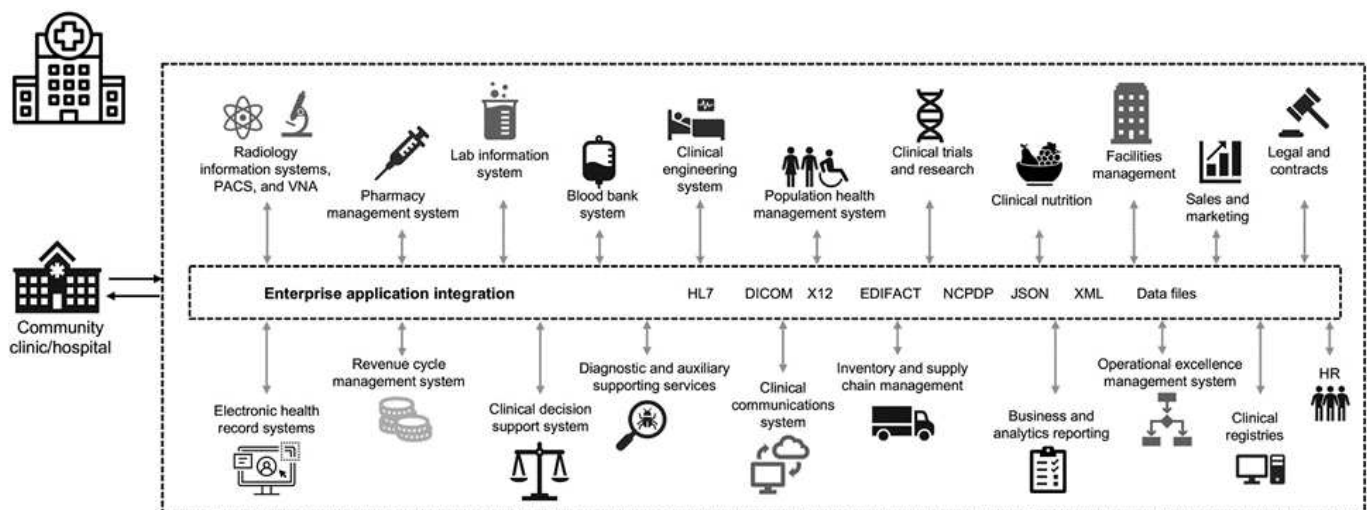 Radiology
information systems,
PACS, and VNA
Pharmacy
management system
Lab information
system
Blood bank
system
Clinical
engineering
system
Population health
management system
Clinical trials
and research
Clinical nutrition
Facilities
management
Sales and
marketing
Legal and
contracts
Community
clinic/hospital
Enterprise application integration
HL7 DICOM X12 EDIFACT NCPDP JSON XML Data files
Electronic health
record systems
Revenue cycle
management system
Clinical decision
support system
Diagnostic and auxiliary
supporting services
Clinical
communications
system
Inventory and supply
chain management
Business and
analytics reporting
Operational excellence
management system
Clinical
registries
HR